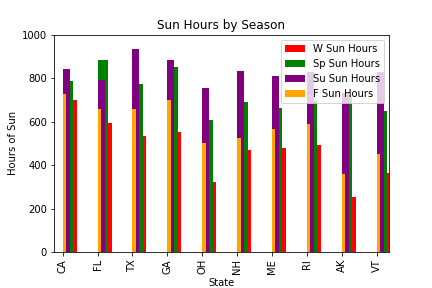 Sun Hours by Season
Hours of Sun
1000
800
600
400
200
0
W Sun Hours
Sp Sun Hours
Su Sun Hours
F Sun Hours
CA
FL
TX
GA
OH
NH
ME
RI
AK
VT
State